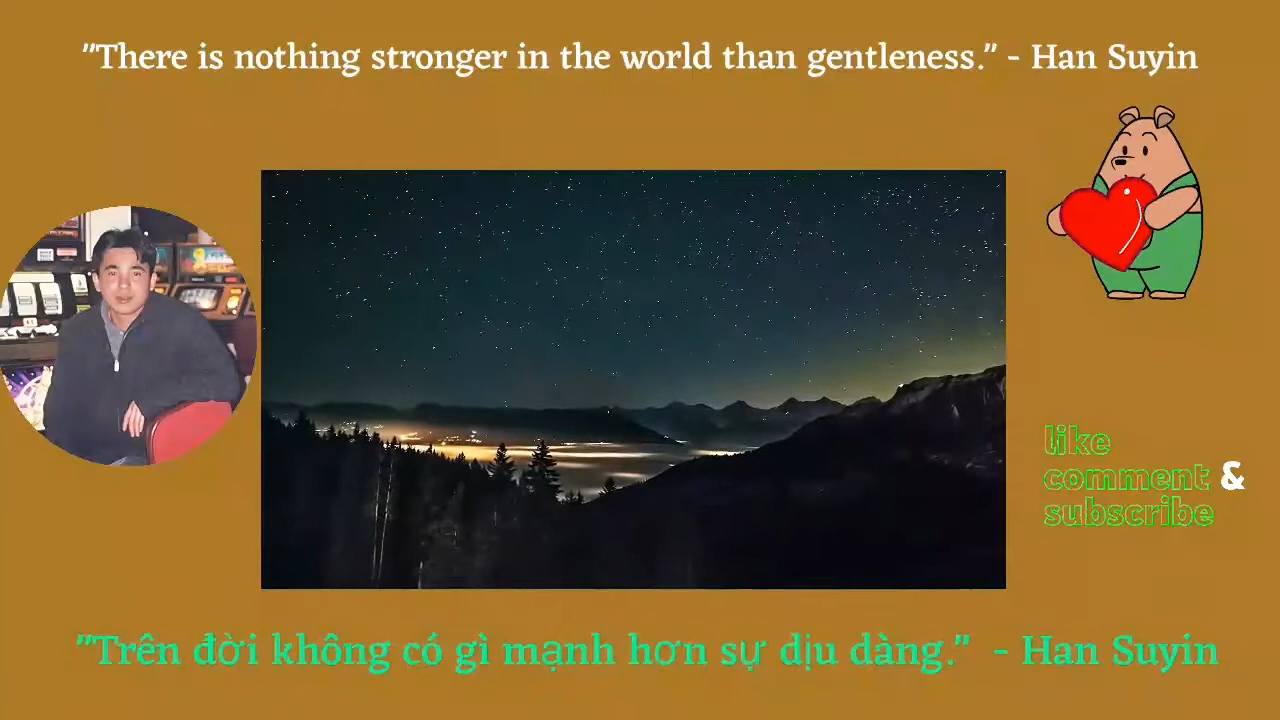 "There is nothing stronger in the world than gentleness." - Han Suyin
like
comment &
subscribe
"Trên đời không có gì mạnh hơn sự dịu dàng." - Han Suyin